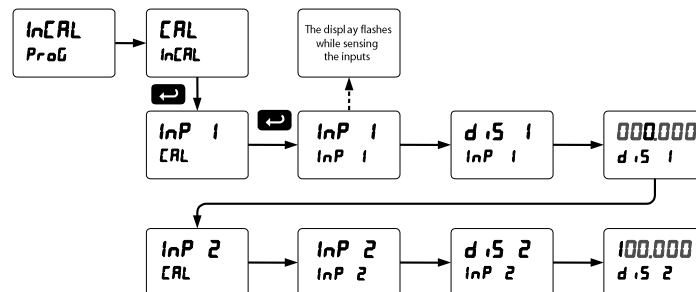 InCAL
ProG
CAL
InCAL
The display flashes
while sensing
the inputs
InP 1
CAL
InP 1
InP 1
diS 1
InP 1
000.000
diS 1
InP 2
CAL
InP 2
InP 2
diS 2
InP 2
100.000
diS 2